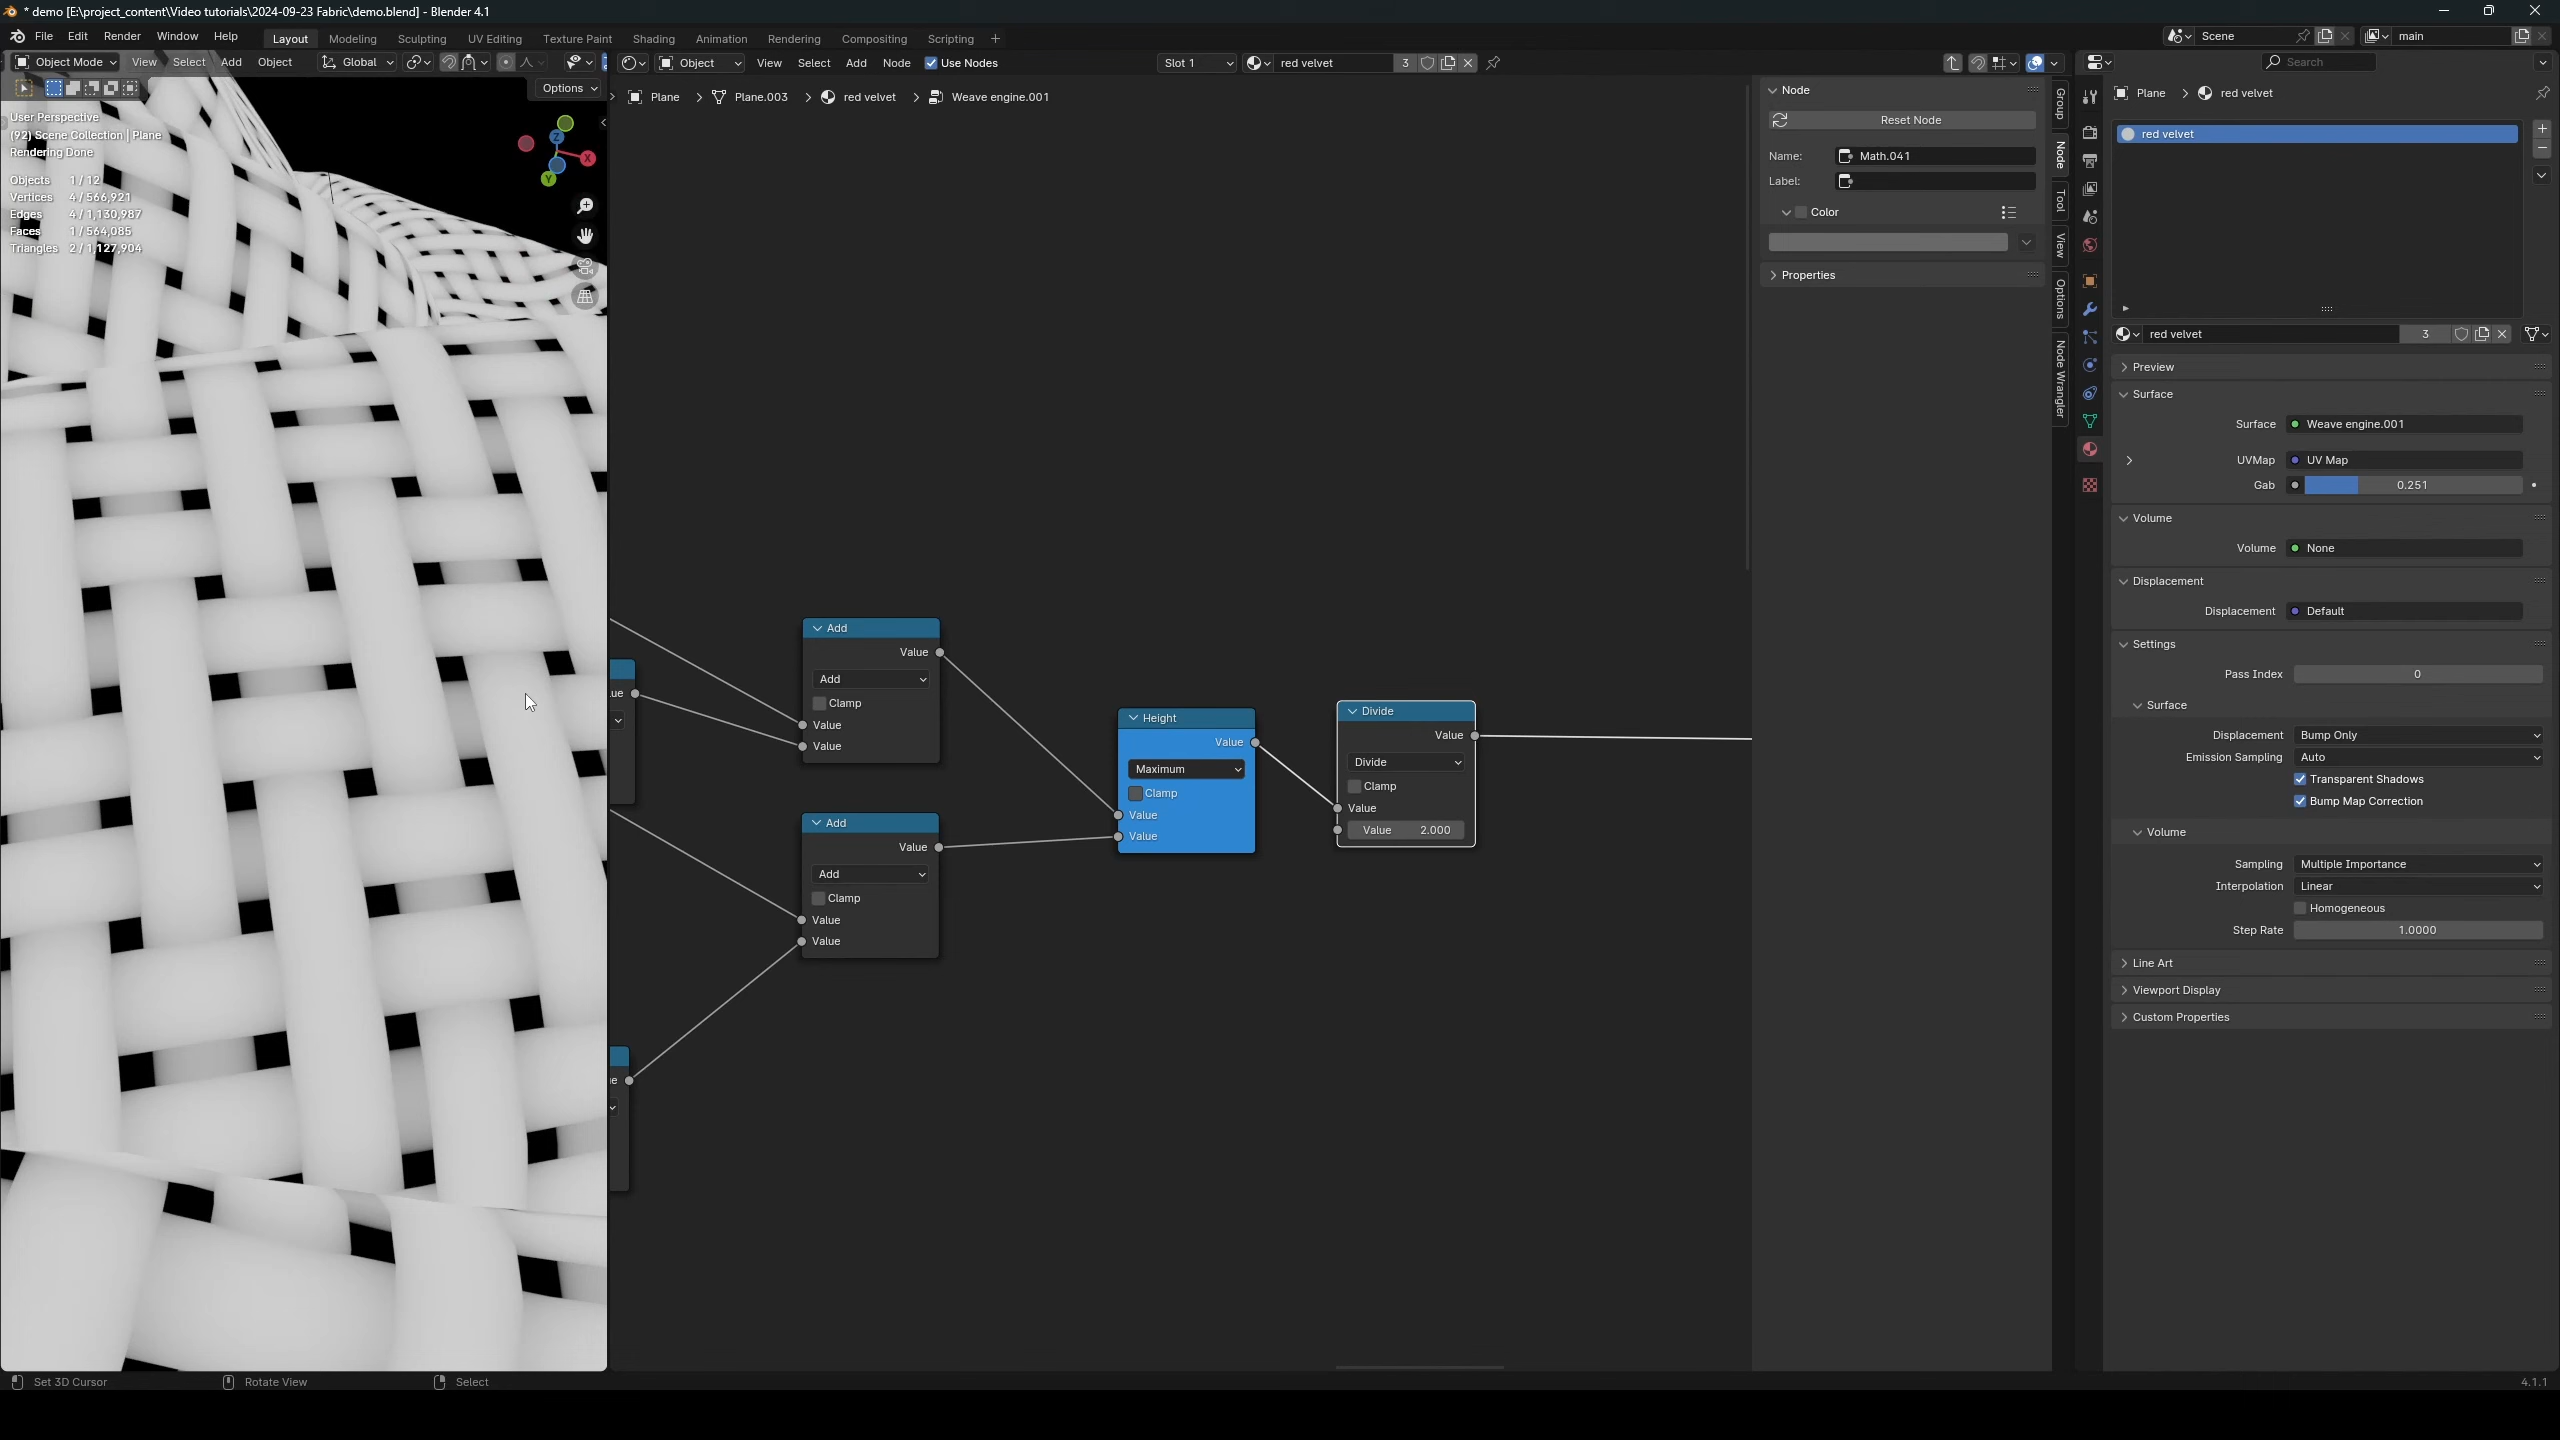 * demo [E:\project_content\Video tutorials\2024-09-23 Fabric\demo.blend] - Blender 4.1
File Edit Render Window Help Layout Modeling Sculpting UV Editing Texture Paint Shading Animation Rendering Compositing Scripting + Scene main
Object Mode View Select Add Object Global Object View Select Add Node Use Nodes Slot 1 red velvet 3 Search
Options
Plane > Plane.003 > red velvet > Weave engine.001
Plane > red velvet
User Perspective
(92) Scene Collection | Plane
Rendering Done
Objects 1 / 12
Vertices 4 / 566,921
Edges 4 / 1,130,987
Faces 1 / 564,085
Triangles 2 / 1,127,904
X
Y
Z
Add
Value
Add
Clamp
Value
Value
Add
Value
Add
Clamp
Value
Value
Height
Value
Maximum
Clamp
Value
Value
Divide
Value
Divide
Clamp
Value
Value 2.000
Node
Reset Node
Name: Math.041
Label:
Color
Properties
Group
Node
Tool
View
Options
Node Wrangler
red velvet
red velvet 3
Preview
Surface
Surface Weave engine.001
UVMap UV Map
Gab 0.251
Volume
Volume None
Displacement
Displacement Default
Settings
Pass Index 0
Surface
Displacement Bump Only
Emission Sampling Auto
Transparent Shadows
Bump Map Correction
Volume
Sampling Multiple Importance
Interpolation Linear
Homogeneous
Step Rate 1.0000
Line Art
Viewport Display
Custom Properties
Set 3D Cursor Rotate View Select 4.1.1